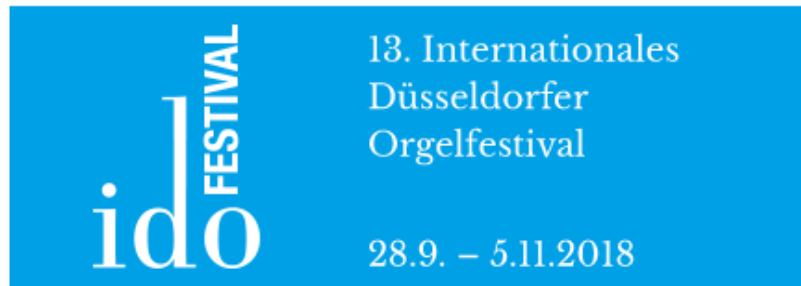 ido
FESTIVAL
13. Internationales
Düsseldorfer
Orgelfestival
28.9. – 5.11.2018